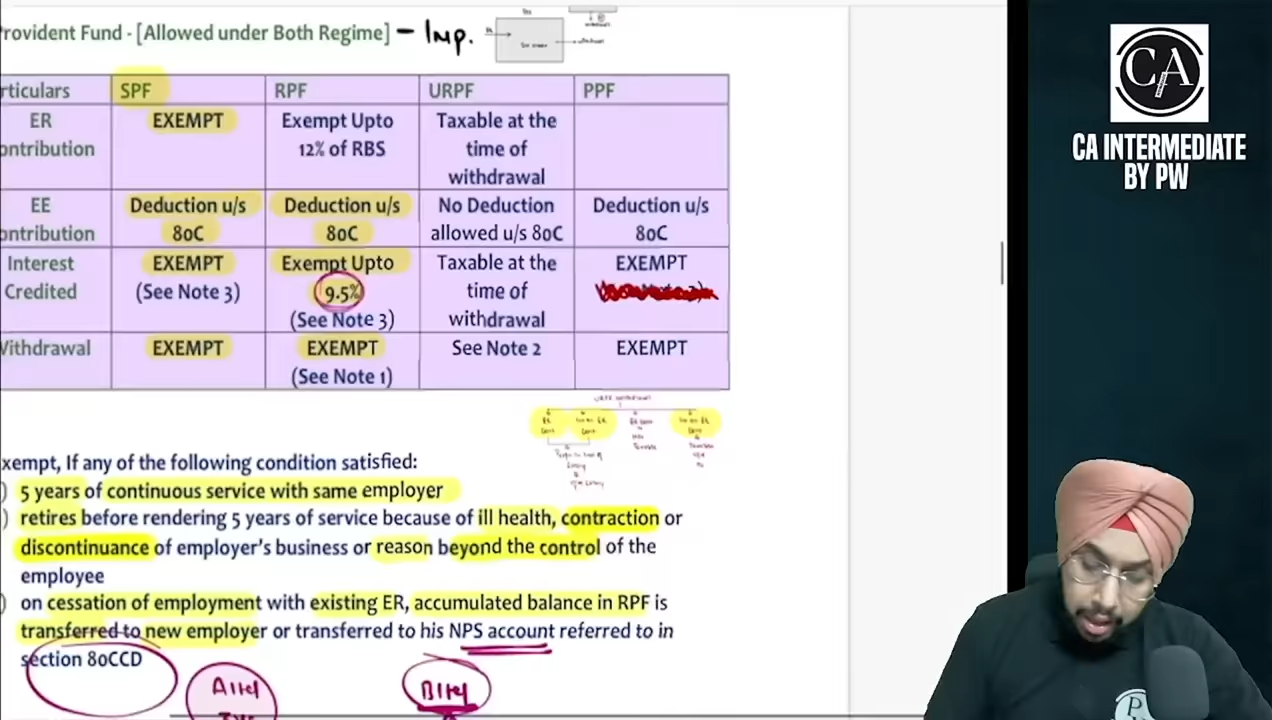 rovident Fund - [Allowed under Both Regime] - Imp.
rticulars SPF RPF URPF PPF
ER ontribution
EXEMPT
Exempt Upto
12% of RBS
Taxable at the
time of
withdrawal
EE ontribution
Deduction u/s
80C
Deduction u/s
80C
No Deduction
allowed u/s 80C
Deduction u/s
80C
Interest
Credited
EXEMPT
(See Note 3)
Exempt Upto
9.5%
(See Note 3)
Taxable at the
time of
withdrawal
EXEMPT
Withdrawal
EXEMPT
EXEMPT
(See Note 1)
See Note 2
EXEMPT
xempt, If any of the following condition satisfied:
) 5 years of continuous service with same employer
) retires before rendering 5 years of service because of ill health, contraction or
discontinuance of employer's business or reason beyond the control of the
employee
) on cessation of employment with existing ER, accumulated balance in RPF is
transferred to new employer or transferred to his NPS account referred to in
section 80CCD
CA
CA INTERMEDIATE
BY PW